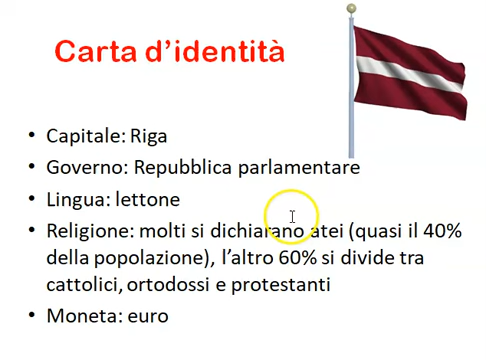 Carta d'identità
• Capitale: Riga
• Governo: Repubblica parlamentare
• Lingua: lettone
• Religione: molti si dichiarano atei (quasi il 40%
della popolazione), l'altro 60% si divide tra
cattolici, ortodossi e protestanti
• Moneta: euro